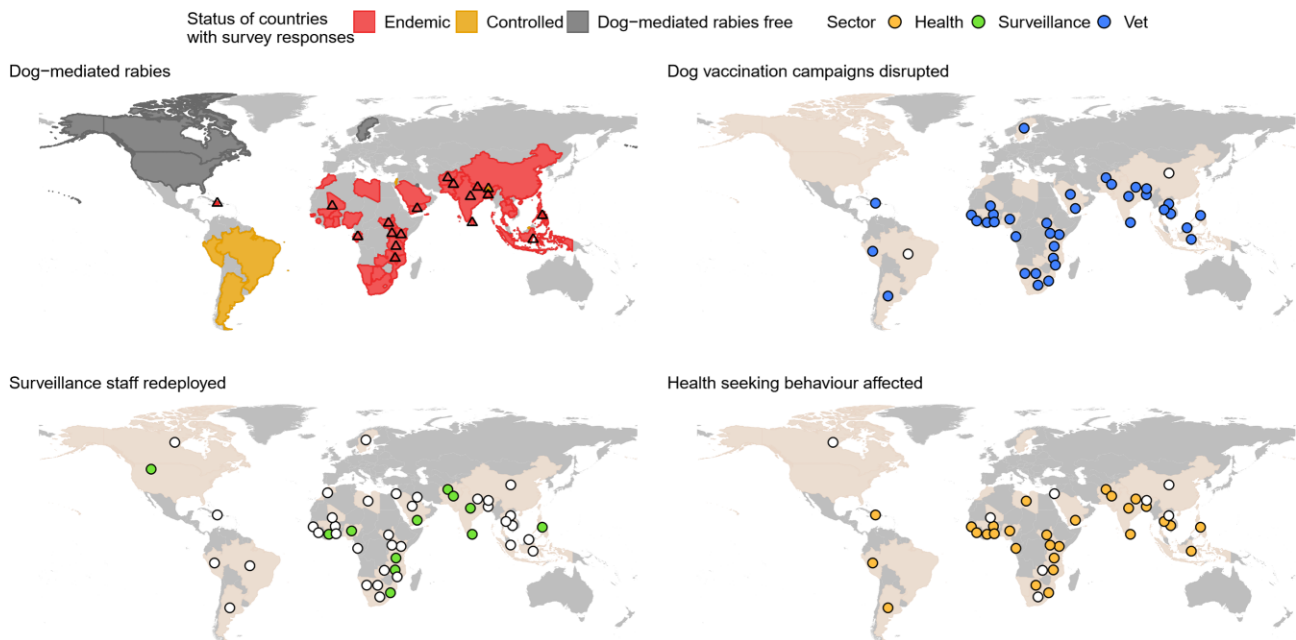 Status of countries
with survey responses
Endemic Controlled Dog−mediated rabies free Sector Health Surveillance Vet
Dog−mediated rabies
Dog vaccination campaigns disrupted
Surveillance staff redeployed
Health seeking behaviour affected